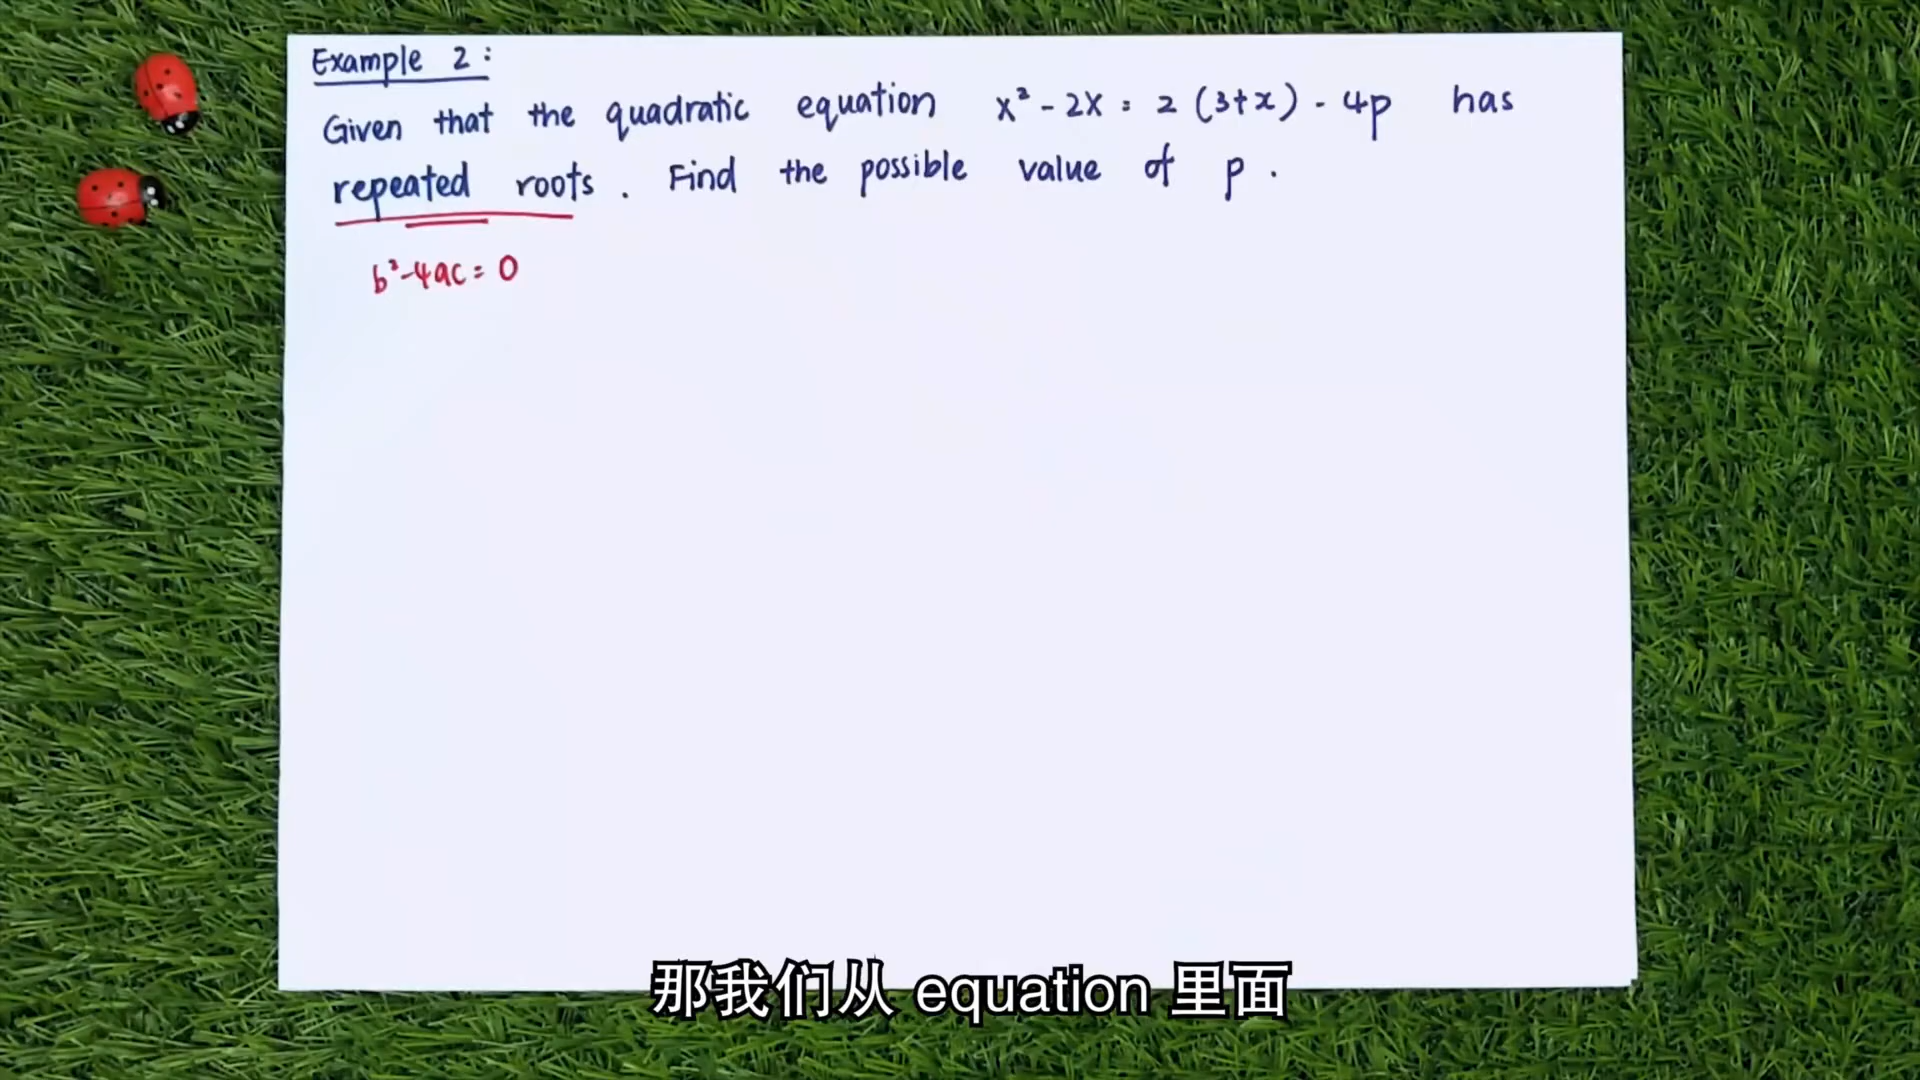 Example 2:
Given that the quadratic equation x² - 2x = 2 (3+x) - 4p has
repeated roots. Find the possible value of p.
b²-4ac = 0
那我们从 equation 里面